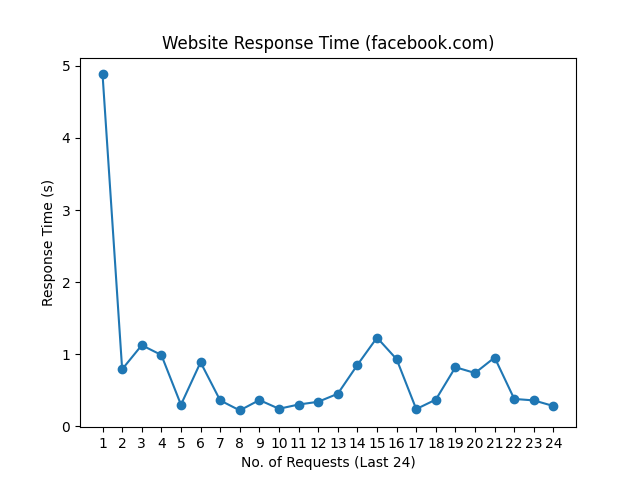 Website Response Time (facebook.com)
5
4
3
2
1
0
Response Time (s)
1 2 3 4 5 6 7 8 9 10 11 12 13 14 15 16 17 18 19 20 21 22 23 24
No. of Requests (Last 24)